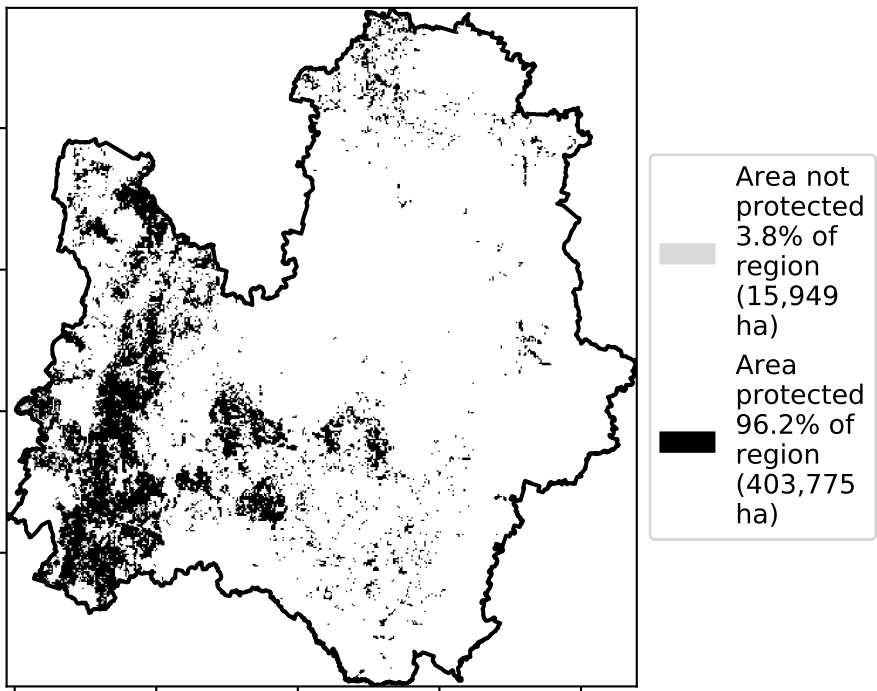 Area not
protected
3.8% of
region
(15,949
ha)
Area
protected
96.2% of
region
(403,775
ha)